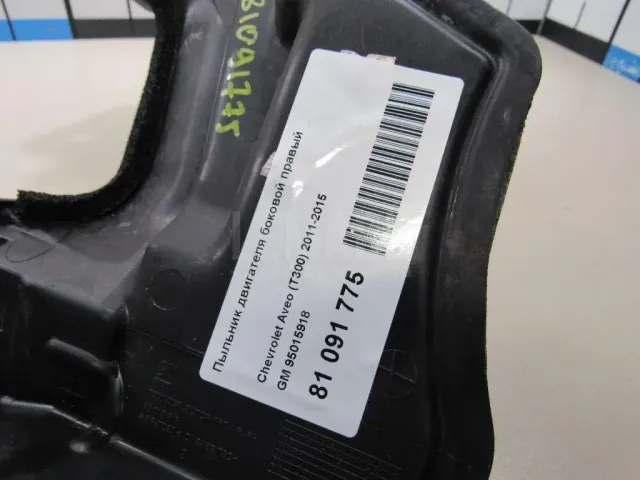 81091775
Пыльник двигателя боковой правый
Chevrolet Aveo (T300) 2011-2015
GM 95015918
81 091 775